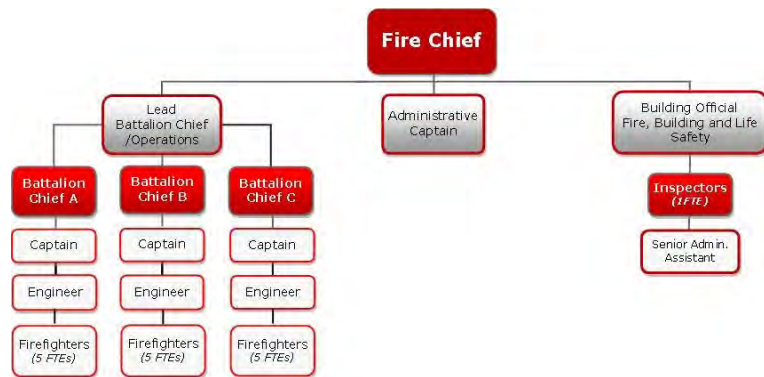 Fire Chief
Lead
Battalion Chief
/Operations
Administrative
Captain
Building Official
Fire, Building and Life
Safety
Battalion
Chief A
Battalion
Chief B
Battalion
Chief C
Inspectors
(1FTE)
Captain
Captain
Captain
Senior Admin.
Assistant
Engineer
Engineer
Engineer
Firefighters
(5 FTEs)
Firefighters
(5 FTEs)
Firefighters
(5 FTEs)